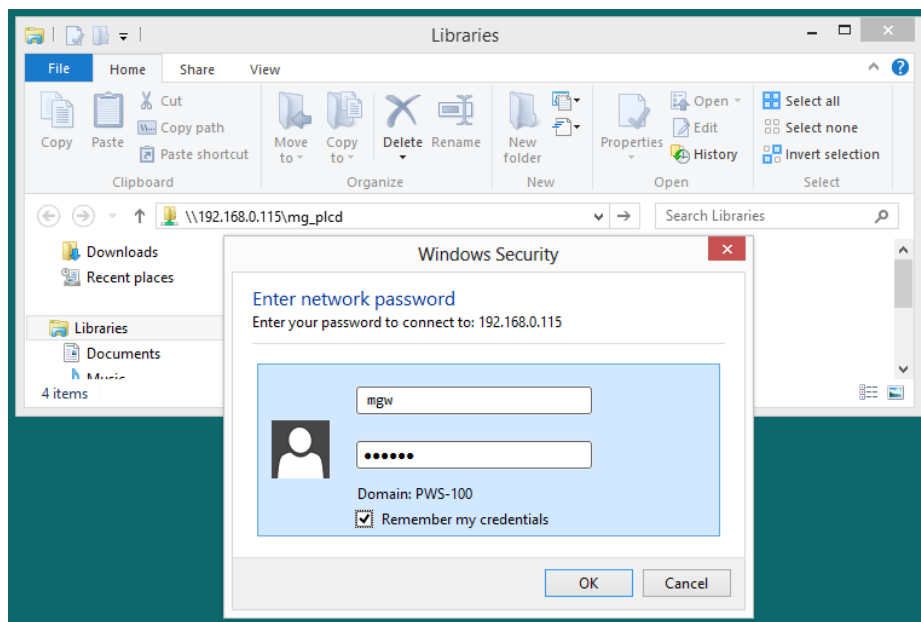 Libraries
File Home Share View
Copy Paste Cut Copy path Paste shortcut
Move to Copy to Delete Rename
New folder
Properties Open Edit History
Select all Select none Invert selection
Clipboard Organize New Open Select
\\192.168.0.115\mg_plcd Search Libraries
Downloads
Recent places
Libraries
Documents
Music
4 items
Windows Security
Enter network password
Enter your password to connect to: 192.168.0.115
mgw
••••••
Domain: PWS-100
Remember my credentials
OK Cancel